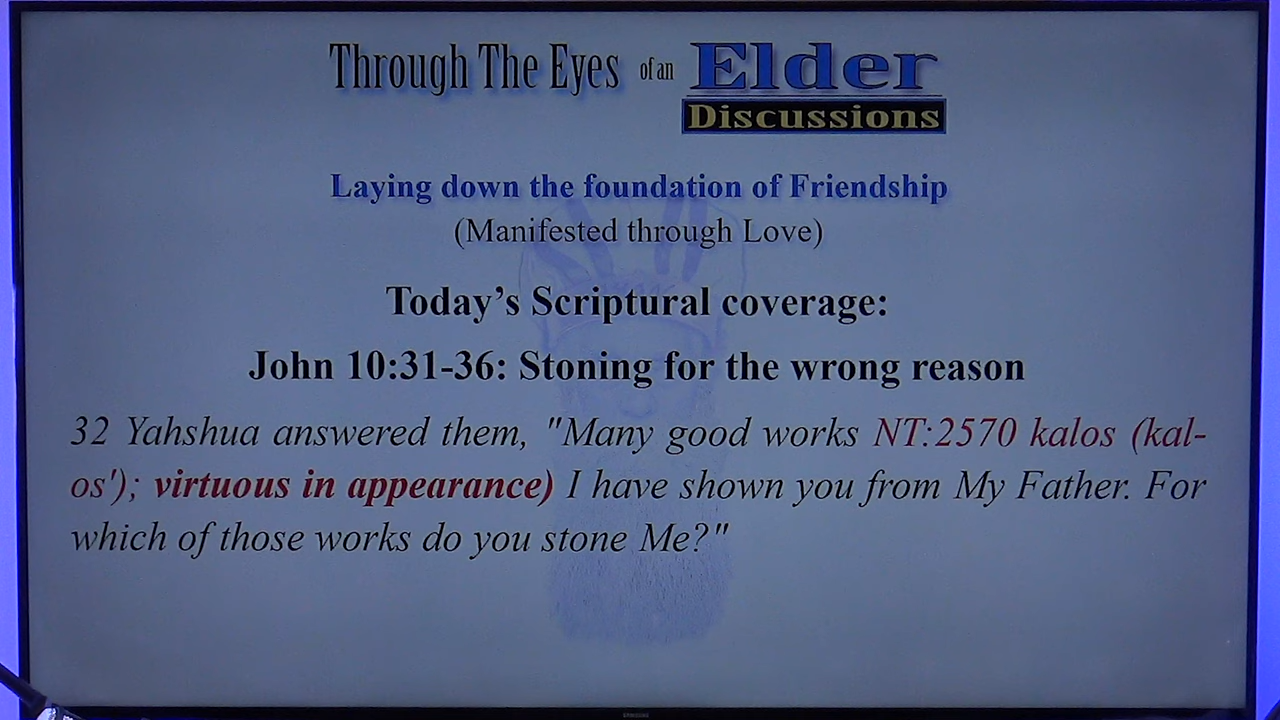 Through The Eyes of an Elder
Discussions
Laying down the foundation of Friendship
(Manifested through Love)
Today's Scriptural coverage:
John 10:31-36: Stoning for the wrong reason
32 Yahshua answered them, "Many good works NT:2570 kalos (kal-
os'); virtuous in appearance) I have shown you from My Father. For
which of those works do you stone Me?"
SAMSUNG